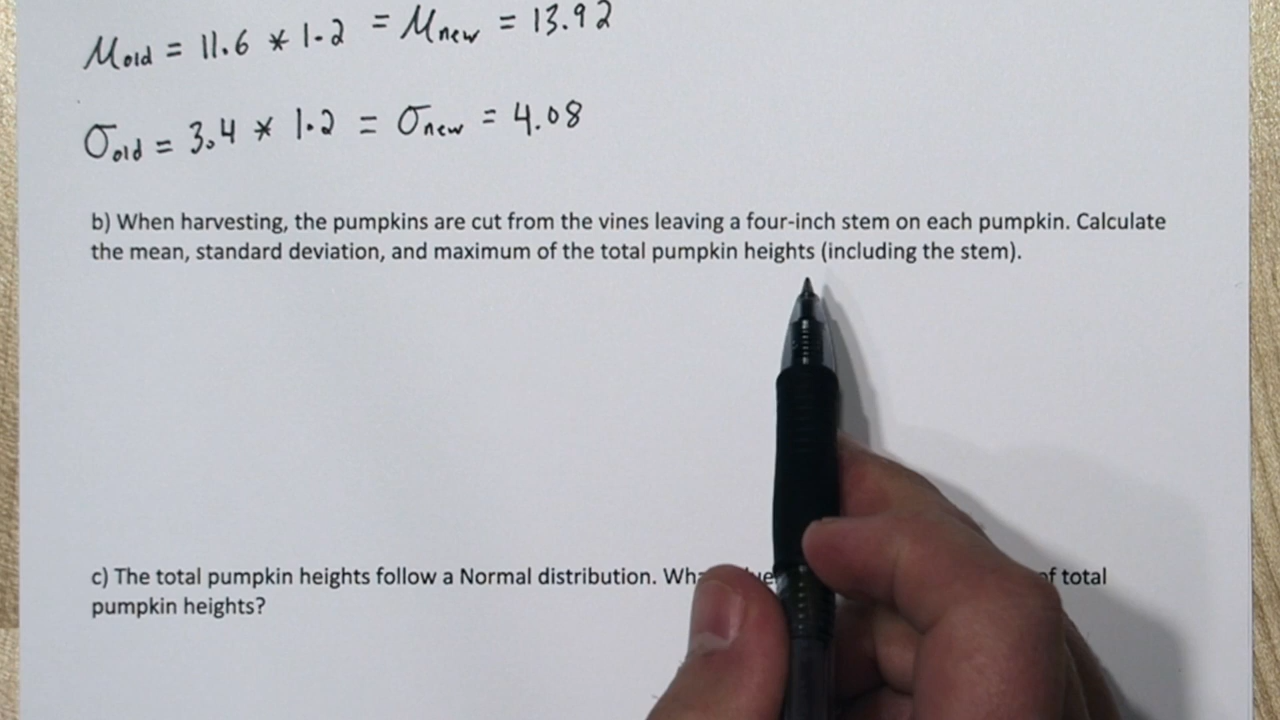 μold = 11.6 * 1.2 = μnew = 13.92
σold = 3.4 * 1.2 = σnew = 4.08
b) When harvesting, the pumpkins are cut from the vines leaving a four-inch stem on each pumpkin. Calculate
the mean, standard deviation, and maximum of the total pumpkin heights (including the stem).
c) The total pumpkin heights follow a Normal distribution. of total
pumpkin heights?